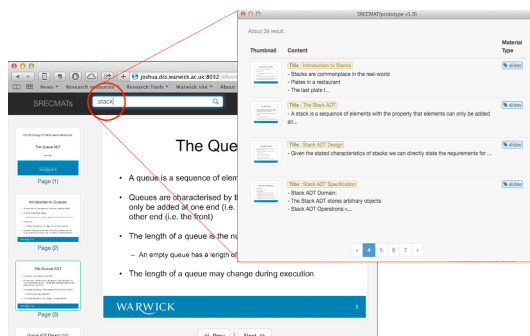 SRECMAT(prototype v1.0)
About 39 result.
Thumbnail Content Material Type
Title : Introduction to Stacks
- Stacks are commonplace in the real-world
- Plates in a restaurant
- The last plate t...
slides
Title : The Stack ADT
- A stack is a sequence of elements with the property that elements can only be added
an...
slides
Title : Stack ADT Design
- Given the stated characteristics of stacks we can directly state the requirements for ...
slides
Title : Stack ADT Specification
- Stack ADT Domain:
- The Stack ADT stores arbitrary objects
- Stack ADT Operations:<...
slides
« 4 5 6 7 »
joshua.dcs.warwick.ac.uk:8032
News Research resources Research Tools Warwick site About
SRECMATs stack
The Queue ADT
Page (1)
Introduction to Queues
Page (2)
The Queue ADT
Page (3)
The Que
• A queue is a sequence of elem
• Queues are characterised by t
only be added at one end (i.e.
other end (i.e. the front)
• The length of a queue is the nu
– An empty queue has a length of
• The length of a queue may change during execution
WARWICK 3
Prev Next